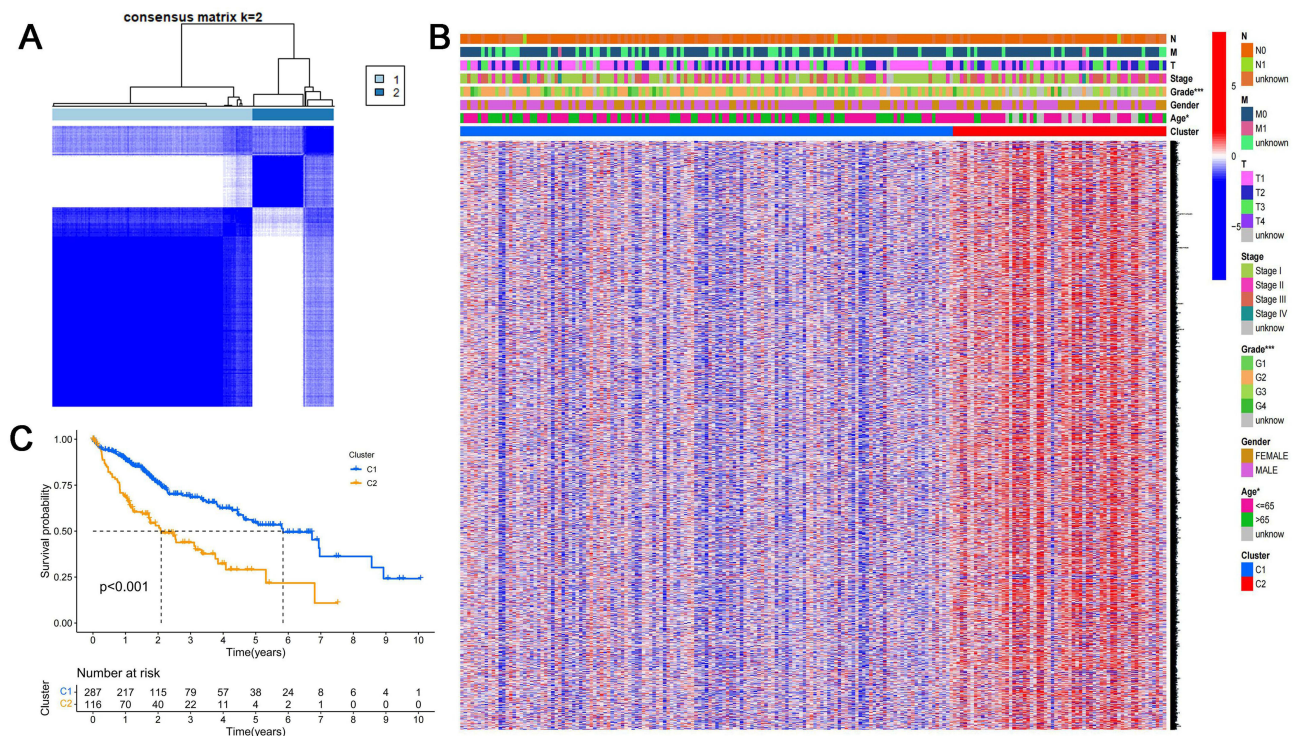 A
consensus matrix k=2
1
2
B
N
M
T
Stage
Grade***
Gender
Age*
Cluster
5
0
−5
N
N0
N1
unknown
M
M0
M1
unknown
T
T1
T2
T3
T4
unknow
Stage
Stage I
Stage II
Stage III
Stage IV
unknow
Grade***
G1
G2
G3
G4
unknow
Gender
FEMALE
MALE
Age*
<=65
>65
unknow
Cluster
C1
C2
C
Cluster
C1
C2
Survival probability
1.00
0.75
0.50
0.25
0.00
p<0.001
0 1 2 3 4 5 6 7 8 9 10
Time(years)
Number at risk
Cluster
C1 287 217 115 79 57 38 24 8 6 4 1
C2 116 70 40 22 11 4 2 1 0 0 0
0 1 2 3 4 5 6 7 8 9 10
Time(years)